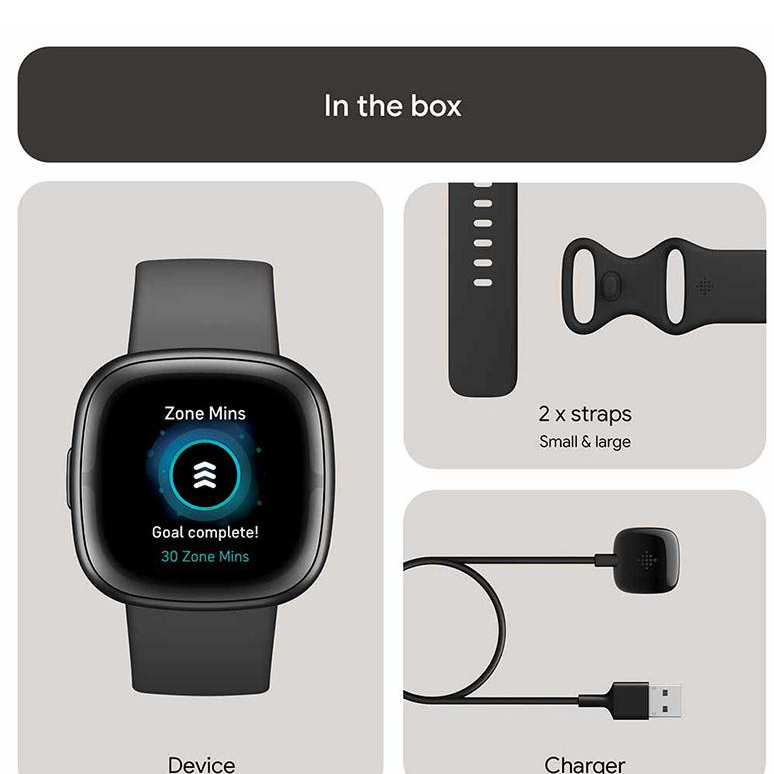 In the box
Zone Mins
Goal complete!
30 Zone Mins
Device
2 x straps
Small & large
Charger